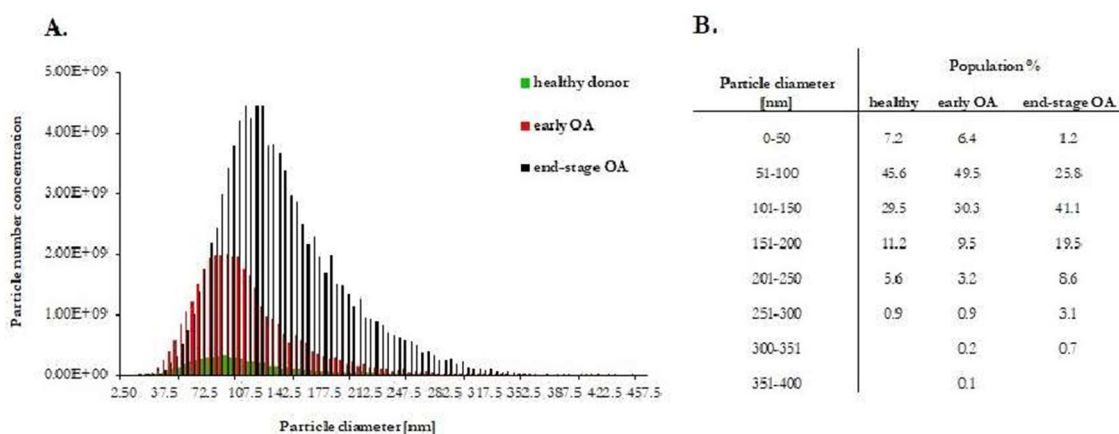 A.
5.00E+09
4.00E+09
3.00E+09
2.00E+09
1.00E+09
0.00E+00
Particle number concentration
healthy donor
early OA
end-stage OA
2.50 37.5 72.5 107.5 142.5 177.5 212.5 247.5 282.5 317.5 352.5 387.5 422.5 457.5
Particle diameter [nm]
B.
Population %
Particle diameter
[nm]
healthy early OA end-stage OA
0-50 7.2 6.4 1.2
51-100 45.6 49.5 25.8
101-150 29.5 30.3 41.1
151-200 11.2 9.5 19.5
201-250 5.6 3.2 8.6
251-300 0.9 0.9 3.1
300-351 0.2 0.7
351-400 0.1